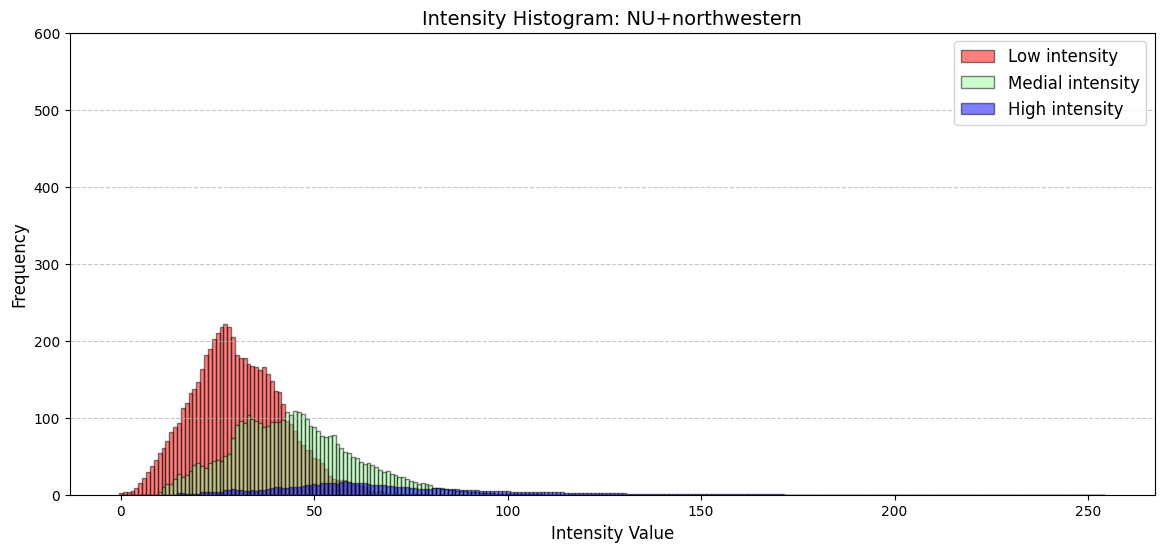 Intensity Histogram: NU+northwestern
600
500
400
300
200
100
0
Frequency
Low intensity
Medial intensity
High intensity
0 50 100 150 200 250
Intensity Value